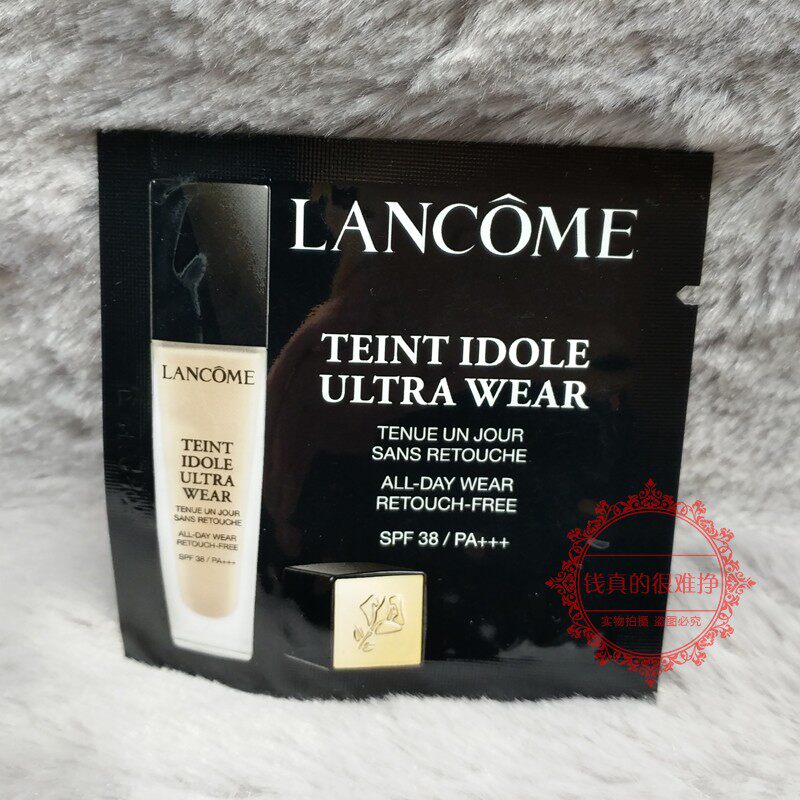 LANCÔME
TEINT IDOLE
ULTRA WEAR
TENUE UN JOUR
SANS RETOUCHE
ALL-DAY WEAR
RETOUCH-FREE
SPF 38 / PA+++
LANCÔME
TEINT
IDOLE
ULTRA
WEAR
TENUE UN JOUR
SANS RETOUCHE
ALL-DAY WEAR
RETOUCH-FREE
SPF 38 / PA+++
钱真的很难挣
实物拍摄 盗图必究